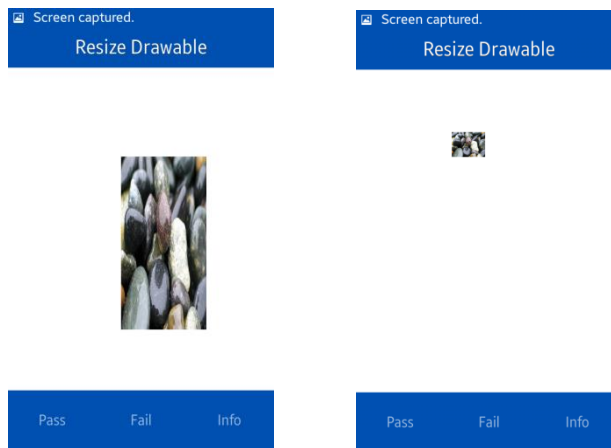 Screen captured.
Resize Drawable
Pass Fail Info
Screen captured.
Resize Drawable
Pass Fail Info